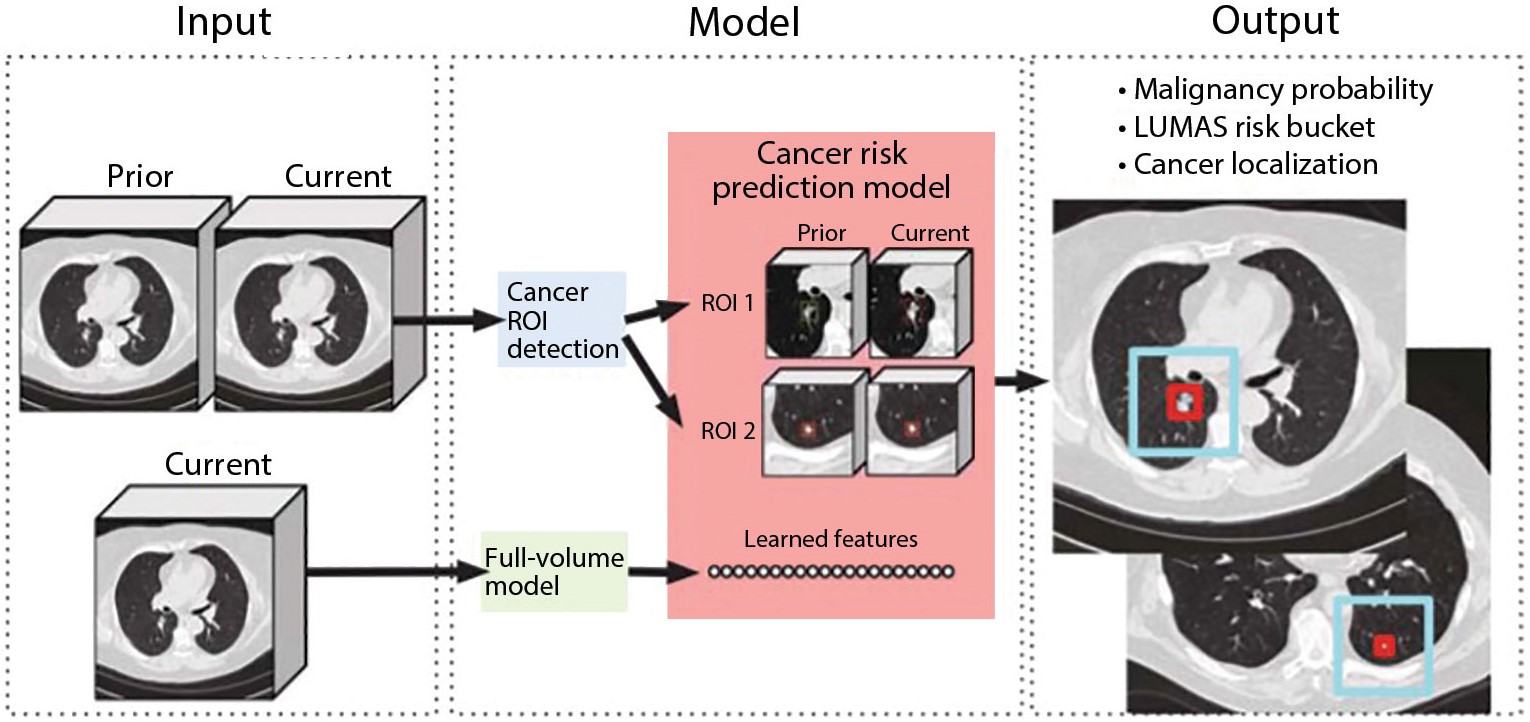 Input
Model
Output
Prior
Current
Current
Cancer
ROI
detection
Full-volume
model
Cancer risk
prediction model
Prior
Current
ROI 1
ROI 2
Learned features
• Malignancy probability
• LUMAS risk bucket
• Cancer localization